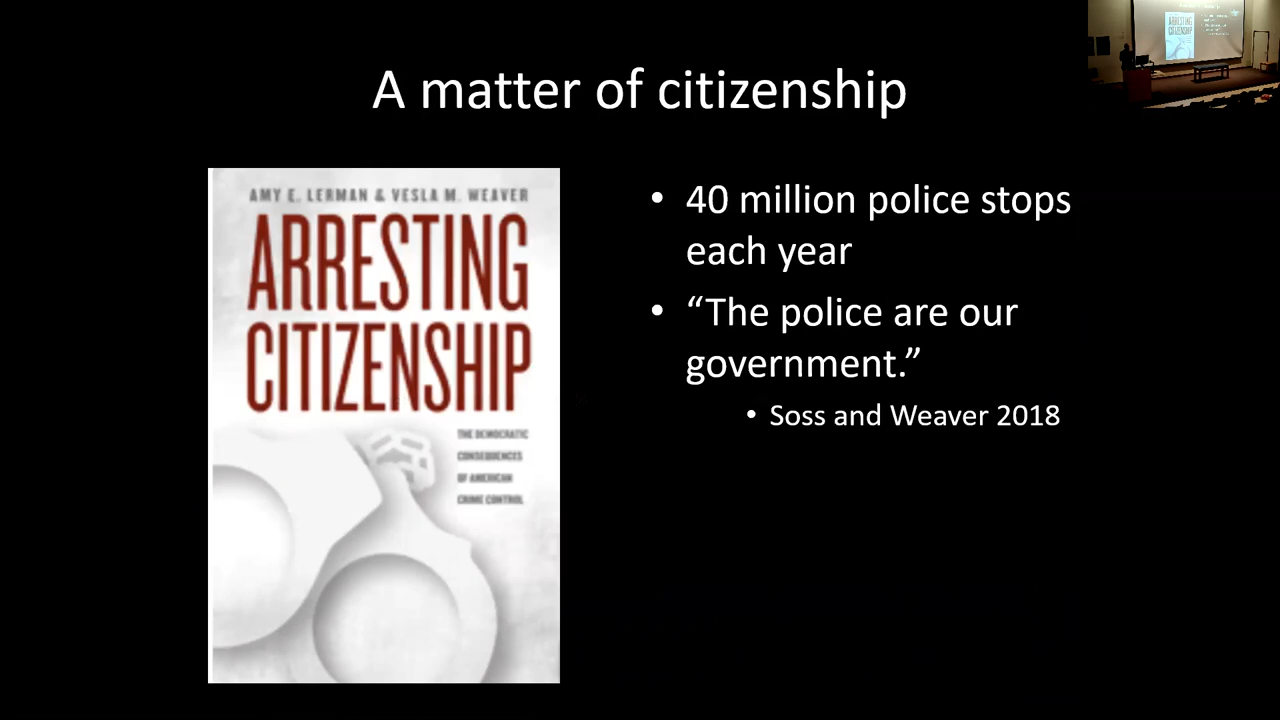 A matter of citizenship
AMY E. LERMAN & VESLA M. WEAVER
ARRESTING
CITIZENSHIP
THE DEMOCRATIC
CONSEQUENCES
OF AMERICAN
CRIME CONTROL
• 40 million police stops
each year
• “The police are our
government.”
• Soss and Weaver 2018